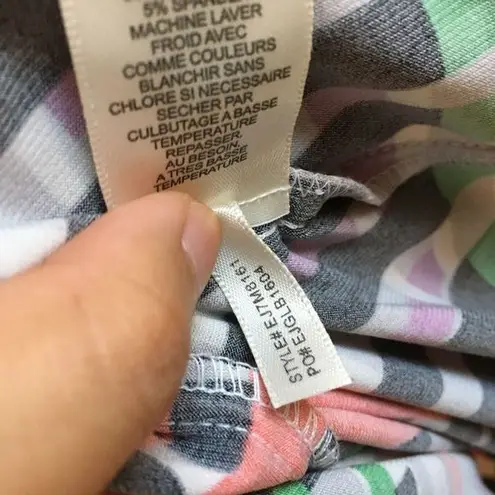 5% SPANDEX
MACHINE LAVER
FROID AVEC
COMME COULEURS
BLANCHIR SANS
CHLORE SI NECESSAIRE
SECHER PAR
CULBUTAGE A BASSE
TEMPERATURE
REPASSER,
AU BESOIN,
A TRES BASSE
TEMPERATURE
STYLE# EJ7M8161
PO# EJGLB1604